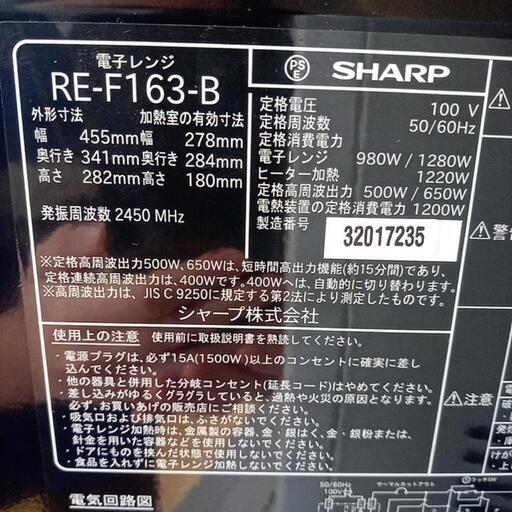 電子レンジ
RE-F163-B
外形寸法 加熱室の有効寸法
幅 455mm 幅 278mm
奥行き 341mm 奥行き 284mm
高さ 282mm 高さ 180mm
発振周波数 2450 MHz
PS
E
SHARP
定格電圧 100 V
定格周波数 50/60Hz
定格消費電力
電子レンジ 980W / 1280W
ヒーター加熱 1220W
定格高周波出力 500W / 650W
電熱装置の定格消費電力 1200W
製造番号
32017235
※定格高周波出力500W、650Wは、短時間高出力機能(約15分間)であり、
定格連続高周波出力は、400Wです。400Wへは、自動的に切り替わります。
※高周波出力は、JIS C 9250に規定する第2法により測定しています。
シャープ株式会社
使用上の注意 使用前に取扱説明書を熟読してください。
・電源プラグは、必ず15A(1500W)以上のコンセントに確実に差し
込んでください。
・他の器具と併用した分岐コンセント(延長コード)はやめてください。
・差し込みがゆるくグラグラしていると、過熱や火災の原因となります。
必ず、お買いあげの販売店にご相談ください。
・吸気口および排気口は、ふさがないでください。
・電子レンジ加熱時は、金属製の容器、金・銀はく、金・銀粉または、
針金を用いた容器などを使用しないでください。
・ドアにものを挟んだ状態で使用しないでください。
・食品を入れずに電子レンジ加熱しないでください。
電気回路図
50/60Hz
100V
サーマルカットアウト
警